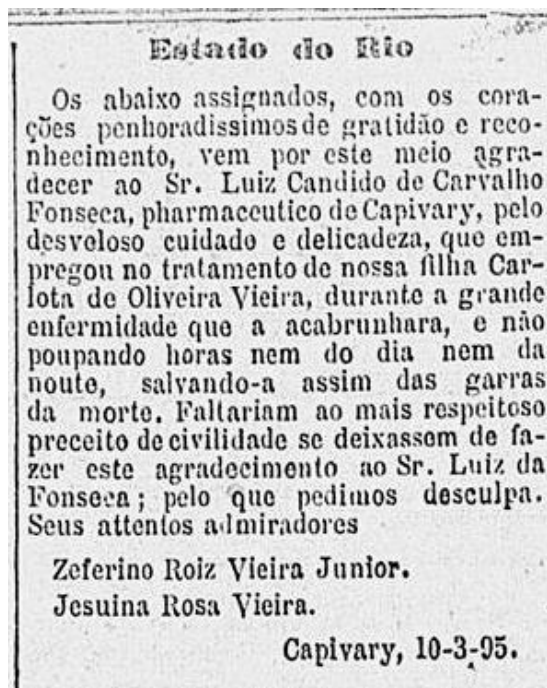 Estado do Rio
Os abaixo assignados, com os cora-
ções penhoradissimos de gratidão e reco-
nhecimento, vem por este meio agra-
decer ao Sr. Luiz Candido de Carvalho
Fonseca, pharmaceutico de Capivary, pelo
desveloso cuidado e delicadeza, que em-
pregou no tratamento de nossa filha Car-
lota de Oliveira Vieira, durante a grande
enfermidade que a acabrunhara, e não
poupando horas nem do dia nem da
noute, salvando-a assim das garras
da morte. Faltariam ao mais respeitoso
preceito de civilidade se deixassem de fa-
zer este agradecimento ao Sr. Luiz da
Fonseca; pelo que pedimos desculpa.
Seus attentos admiradores
Zeferino Roiz Vieira Junior.
Jesuina Rosa Vieira.
Capivary, 10-3-95.